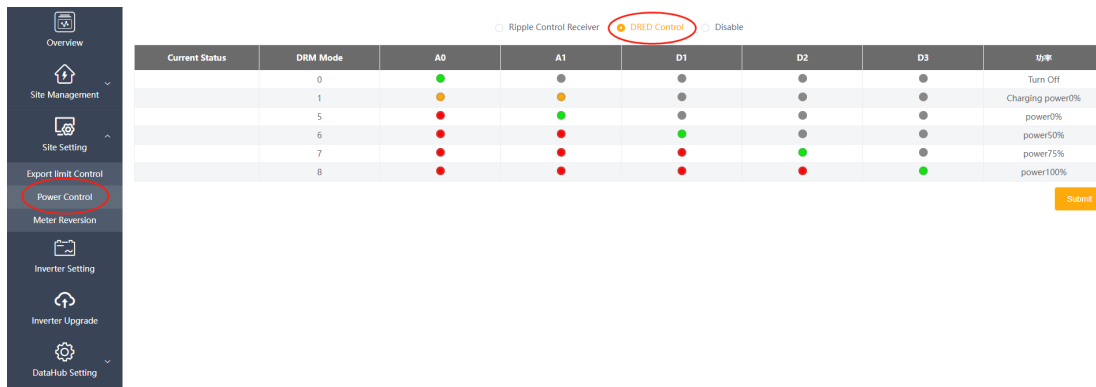 Overview
Site Management
Site Setting
Export limit Control
Power Control
Meter Reversion
Inverter Setting
Inverter Upgrade
DataHub Setting
Ripple Control Receiver DRED Control Disable
Current Status DRM Mode A0 A1 D1 D2 D3 功率
0 Turn Off
1 Charging power0%
5 power0%
6 power50%
7 power75%
8 power100%
Submit